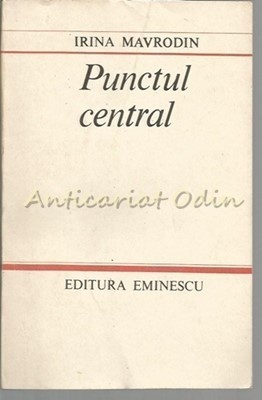 IRINA MAVRODIN
Punctul
central
Anticariat Odin
EDITURA EMINESCU